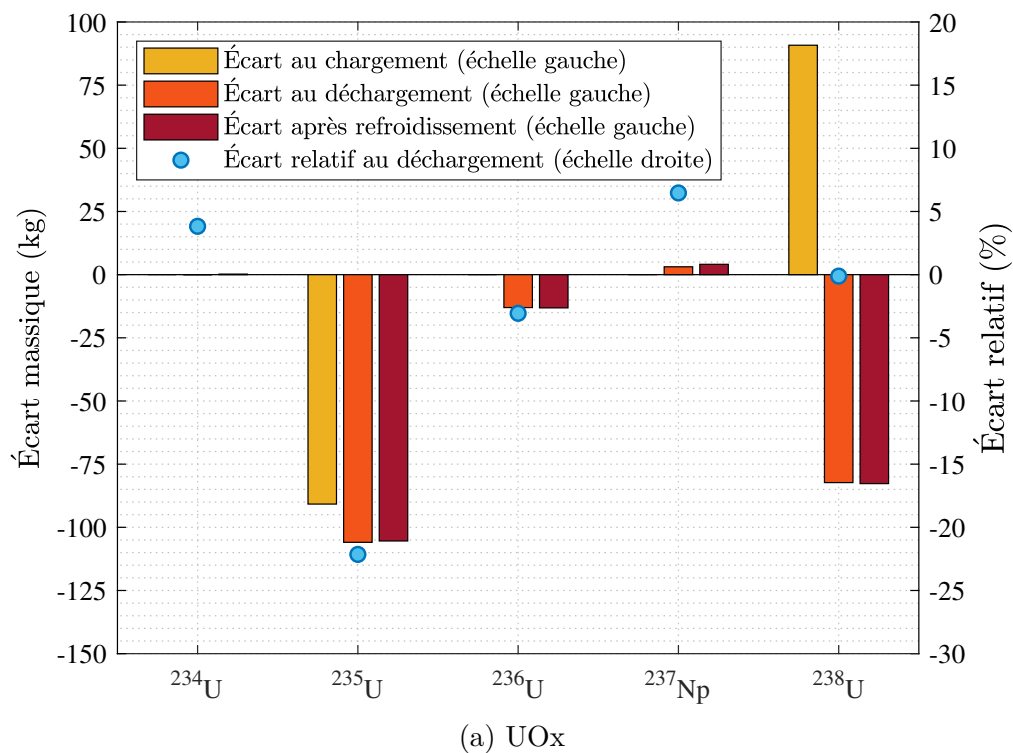 100
75
50
25
0
-25
-50
-75
-100
-125
-150
Écart massique (kg)
Écart au chargement (échelle gauche)
Écart au déchargement (échelle gauche)
Écart après refroidissement (échelle gauche)
Écart relatif au déchargement (échelle droite)
20
15
10
5
0
-5
-10
-15
-20
-25
-30
Écart relatif (%)
²³⁴U ²³⁵U ²³⁶U ²³⁷Np ²³⁸U
(a) UOx